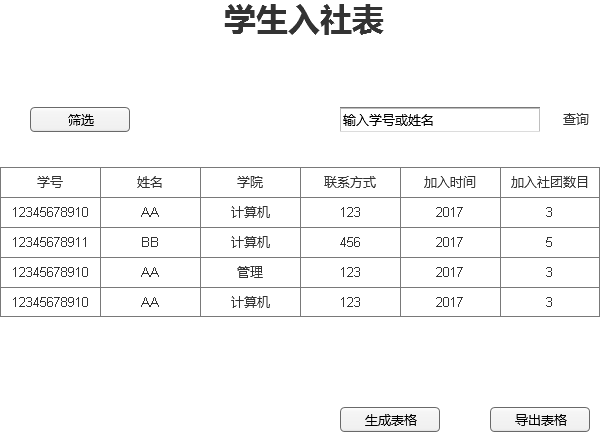 学生入社表
筛选 输入学号或姓名 查询
学号 姓名 学院 联系方式 加入时间 加入社团数目
12345678910 AA 计算机 123 2017 3
12345678911 BB 计算机 456 2017 5
12345678910 AA 管理 123 2017 3
12345678910 AA 计算机 123 2017 3
生成表格 导出表格